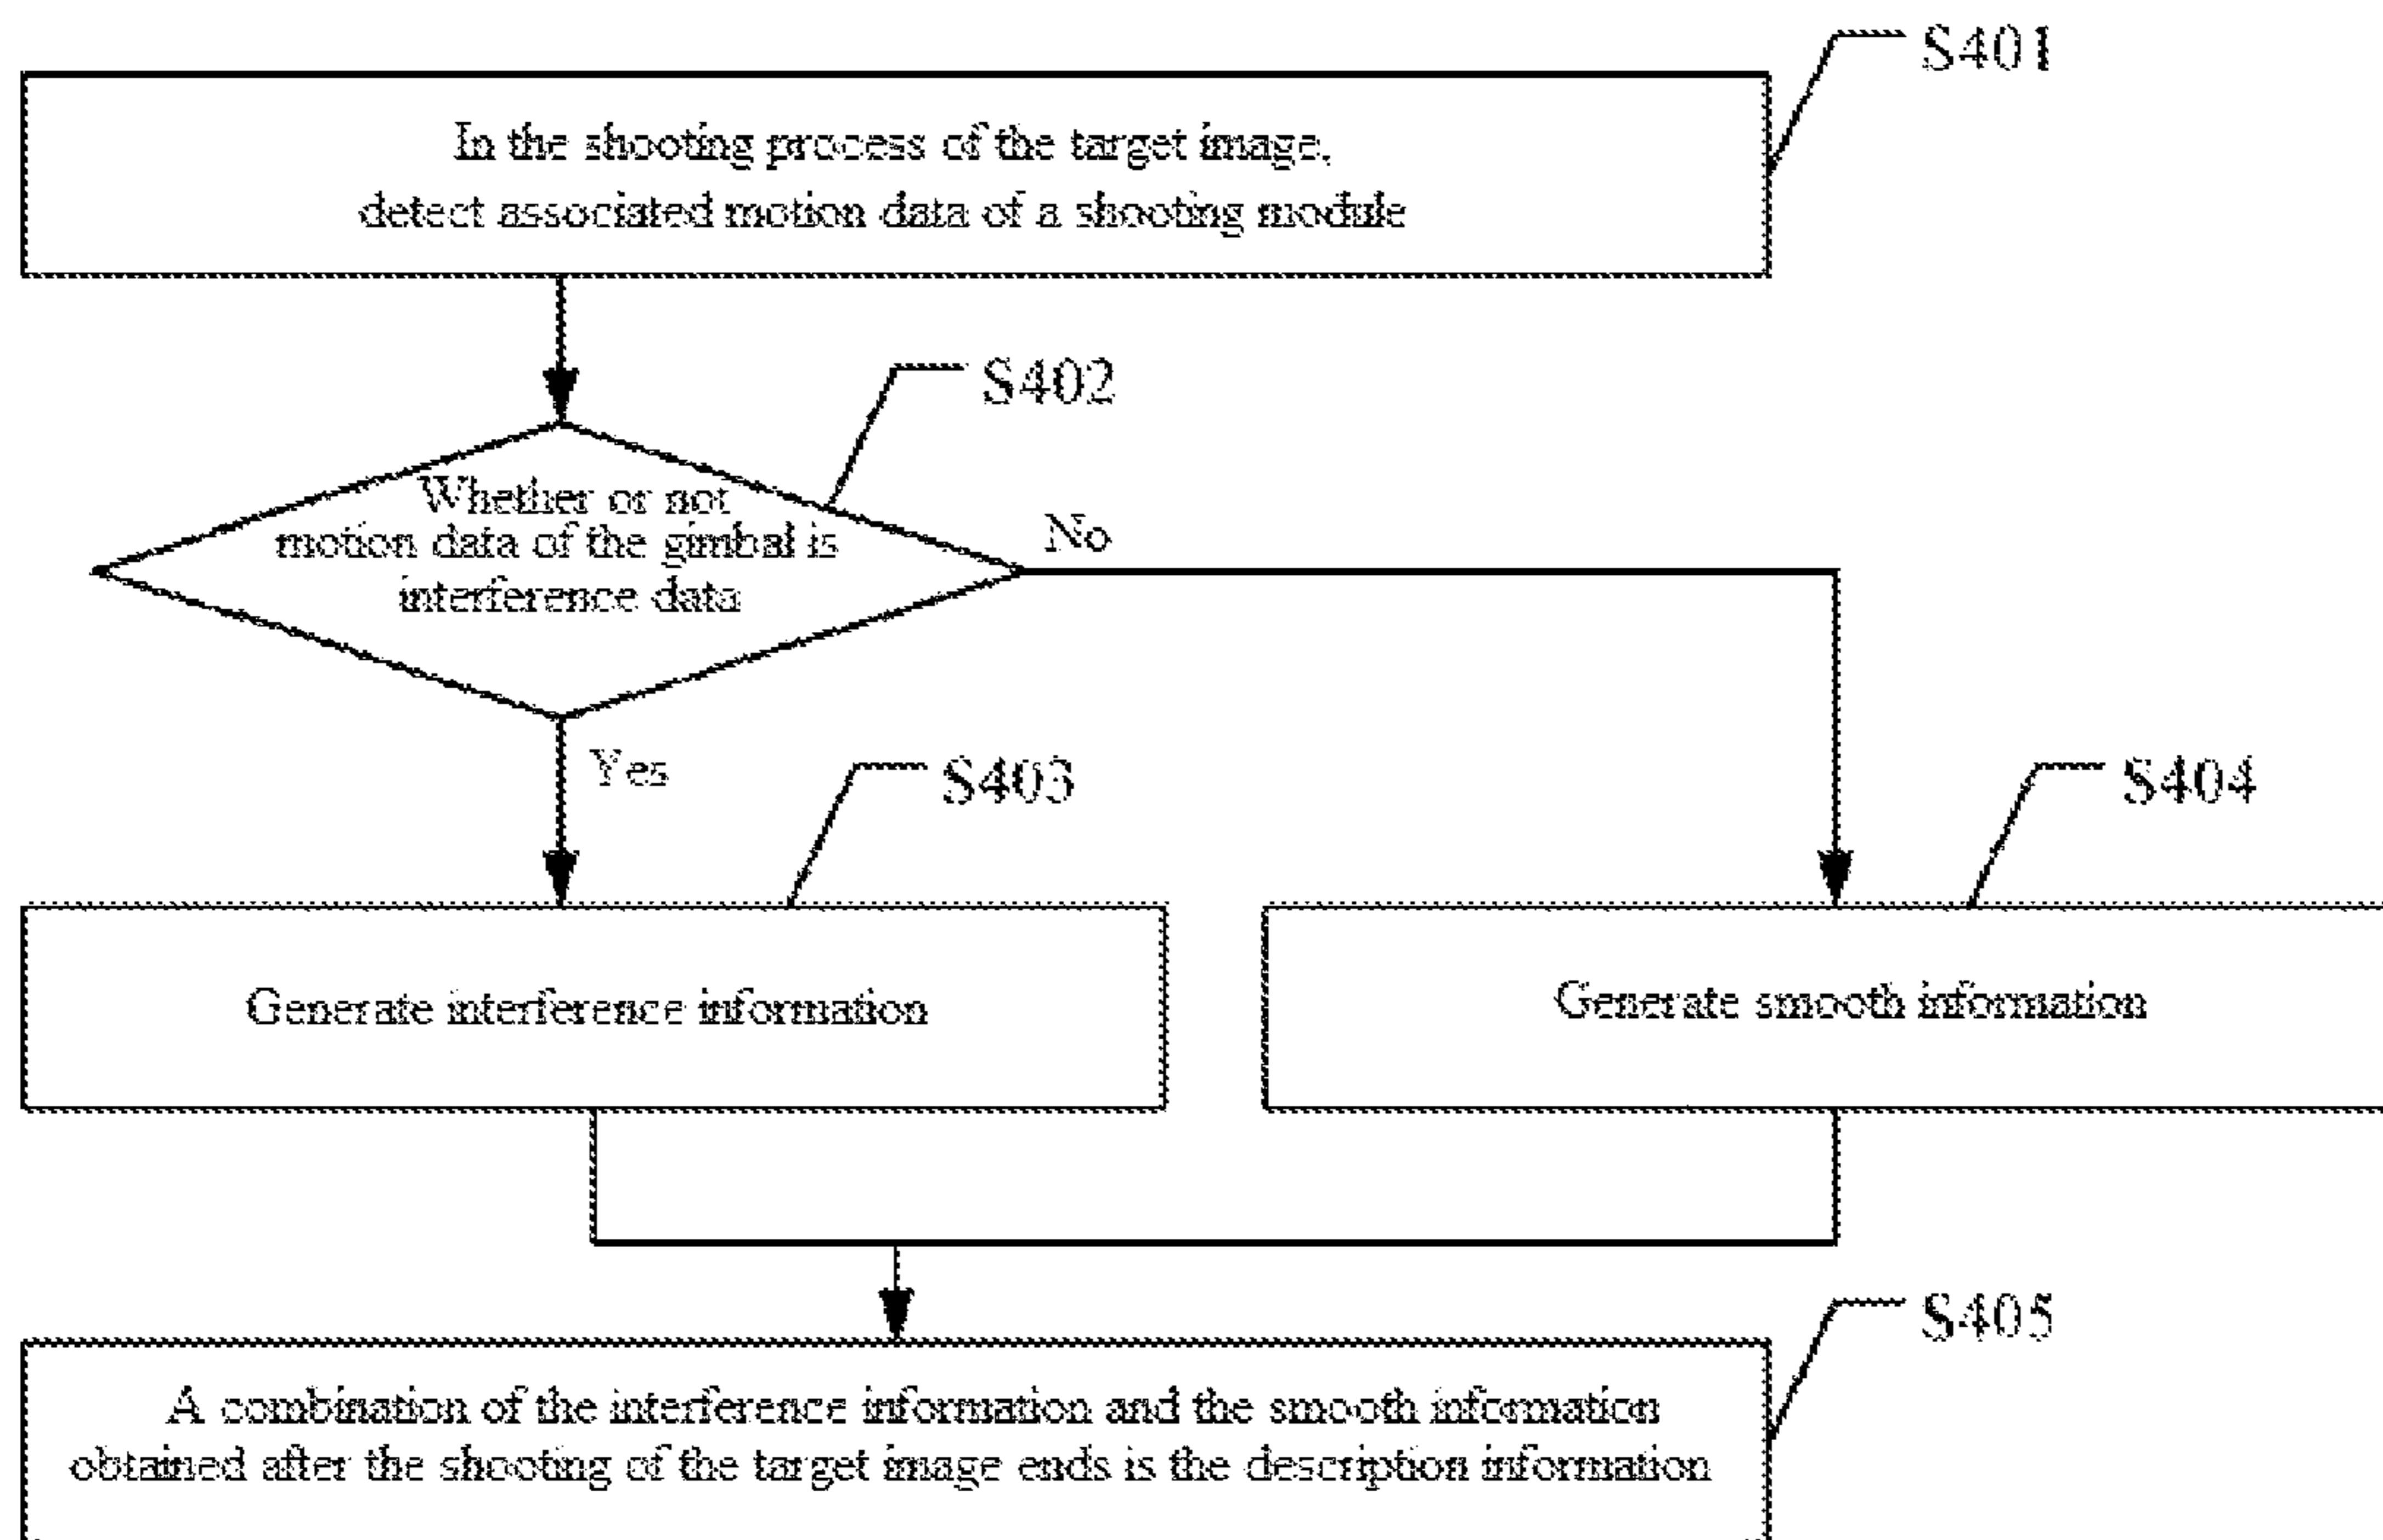 S401
In the shooting process of the target image,
detect associated motion data of a shooting module
S402
Whether or not
motion data of the gimbal is
interference data
No
Yes
S403
S404
Generate interference information
Generate smooth information
S405
A combination of the interference information and the smooth information
obtained after the shooting of the target image ends is the description information